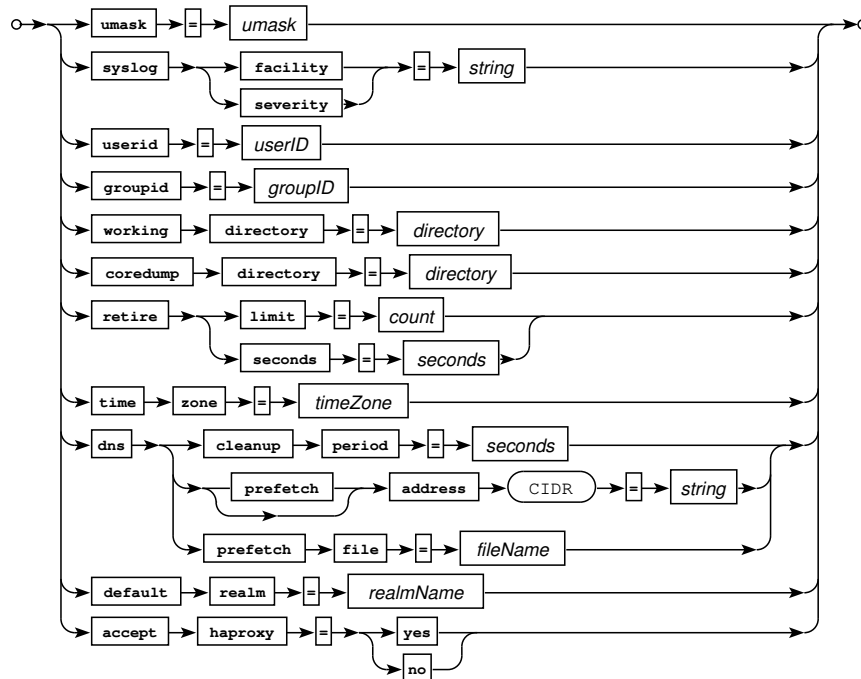 umask = umask
syslog facility = string
severity
userid = userID
groupid = groupID
working directory = directory
coredump directory = directory
retire limit = count
seconds = seconds
time zone = timeZone
dns cleanup period = seconds
prefetch address CIDR = string
prefetch file = fileName
default realm = realmName
accept haproxy = yes
no